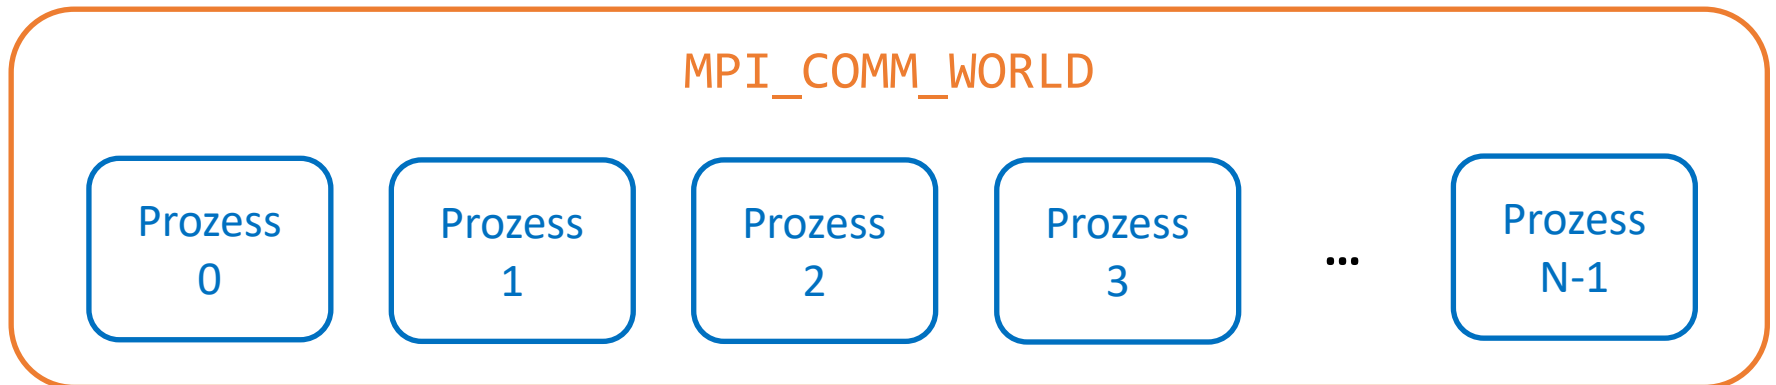 MPI_COMM_WORLD
Prozess
0
Prozess
1
Prozess
2
Prozess
3
...
Prozess
N-1